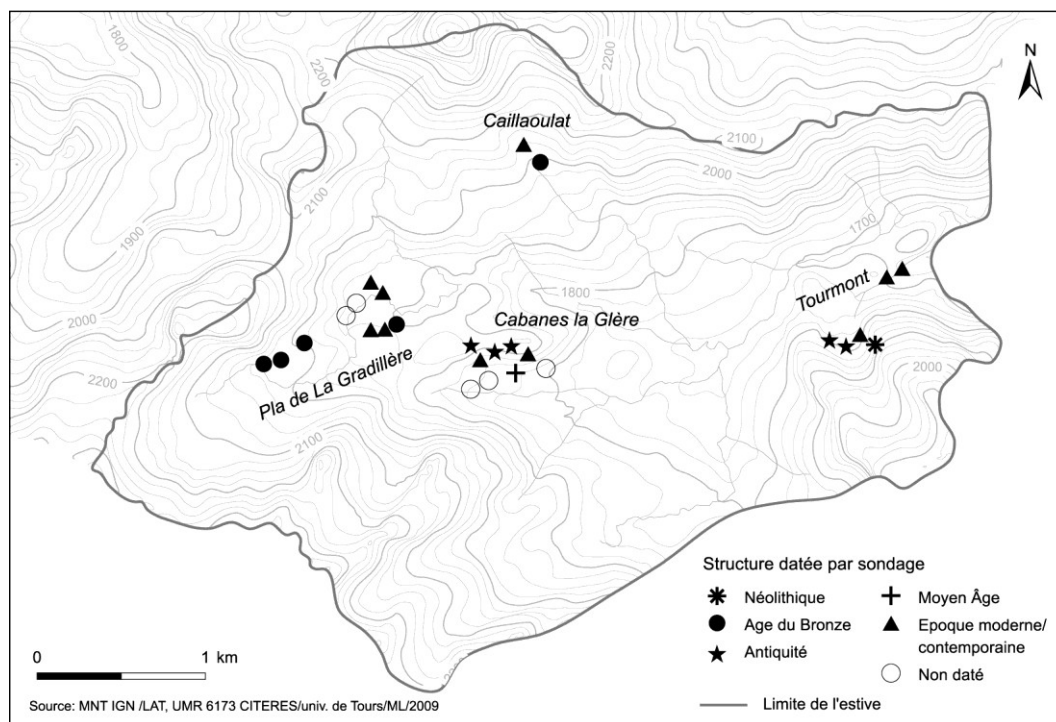 1800
2200
2200
N
Caillaoulat
2100
2000
2100
1700
1900
Tourmont
1800
Cabanes la Glère
2000
Pla de La Gradillère
2200
2000
2100
Structure datée par sondage
Néolithique
Moyen Âge
Age du Bronze
Epoque moderne/
contemporaine
Antiquité
Non daté
0 1 km
Limite de l'estive
Source: MNT IGN /LAT, UMR 6173 CITERES/univ. de Tours/ML/2009